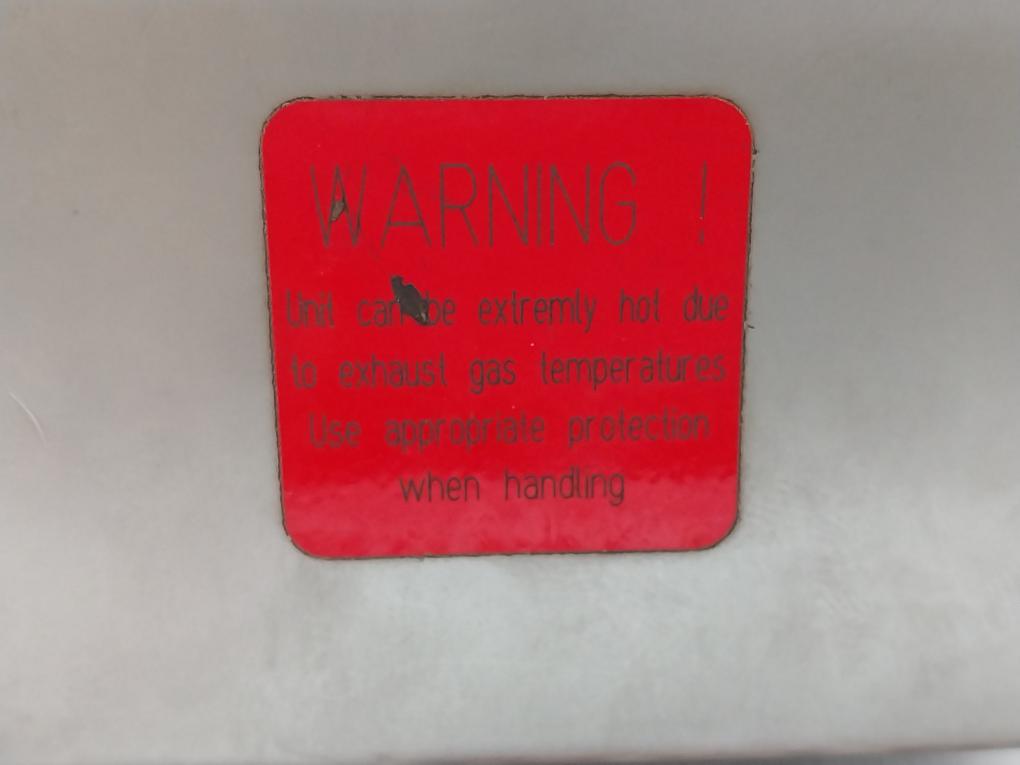 WARNING !
Unit can be extremly hot due
to exhaust gas temperatures
Use appropriate protection
when handling